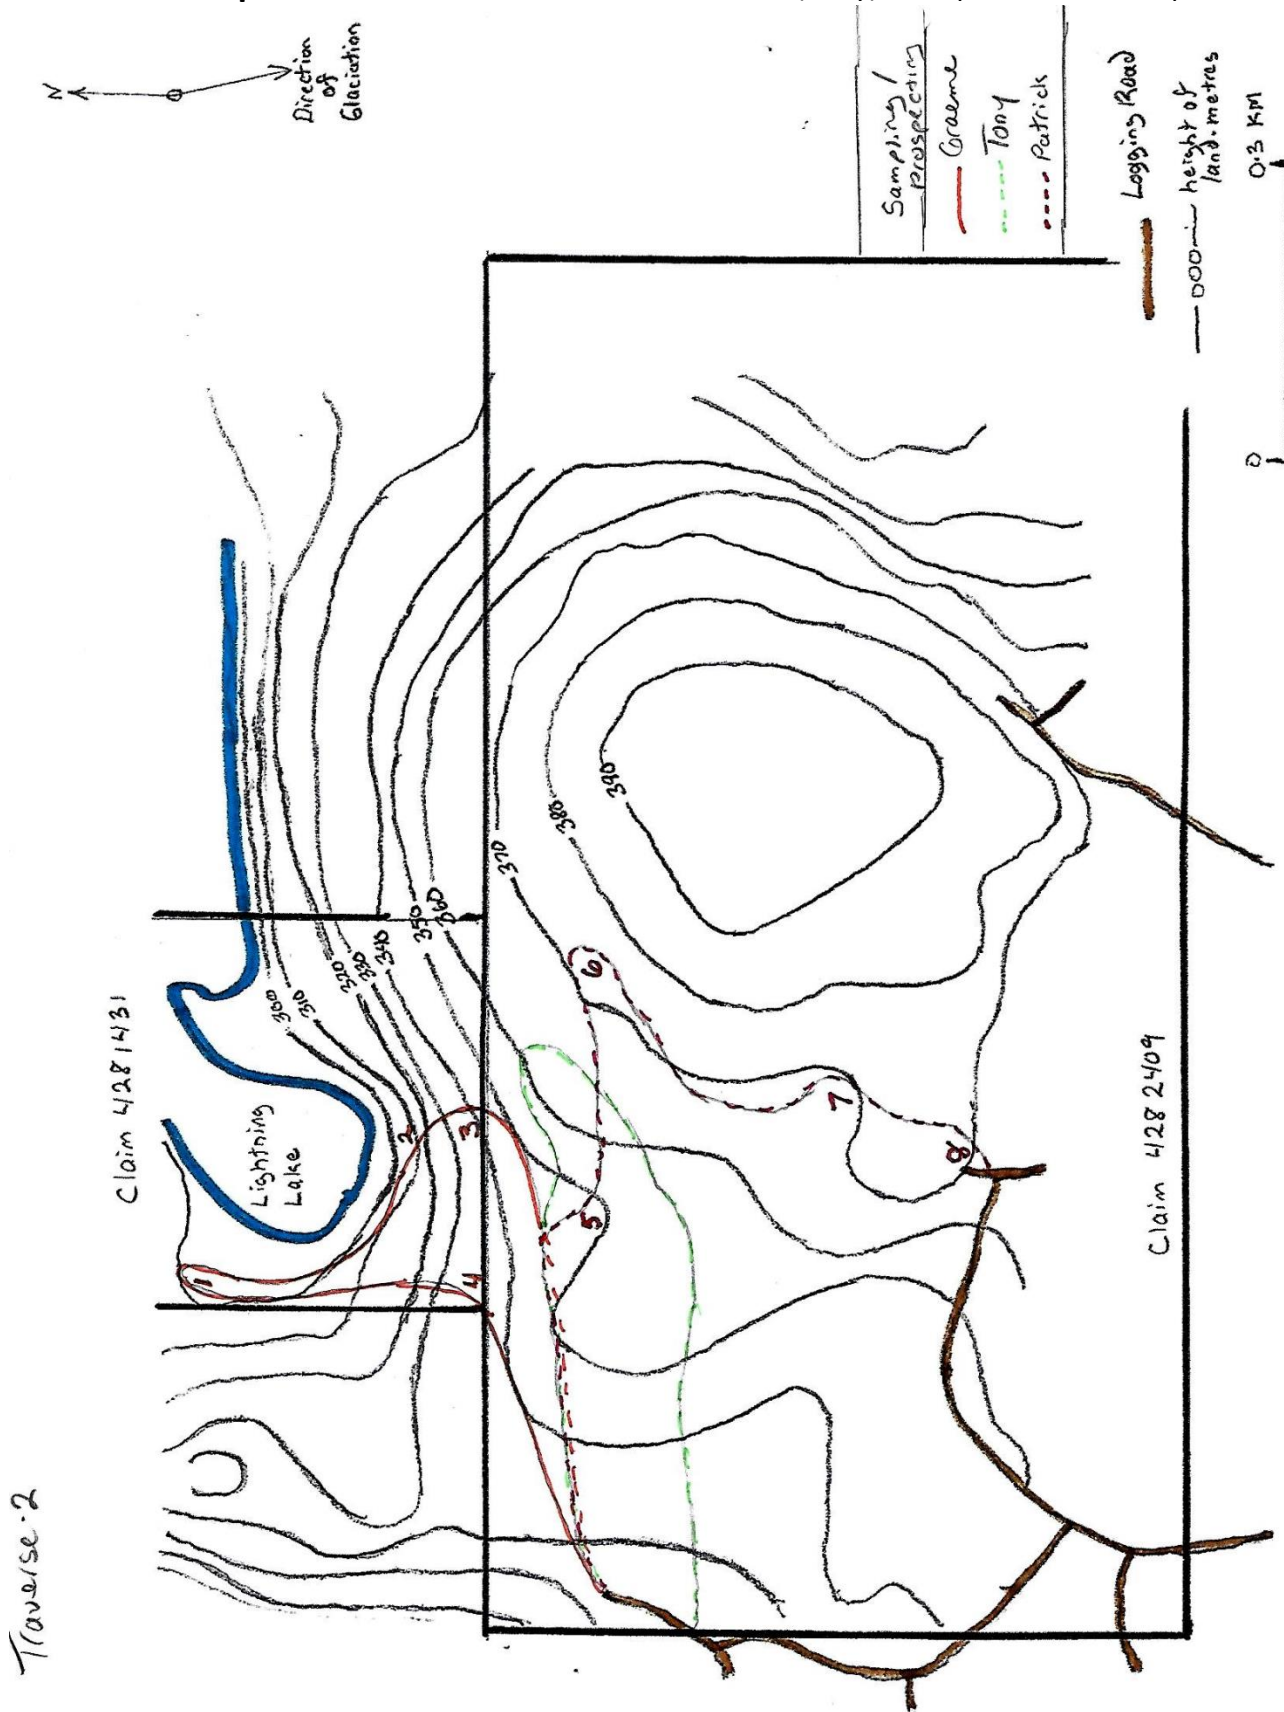 Traverse-2
Claim 4281431
N
Direction
of
Glaciation
Lightning
Lake
300
310
320
330
340
350
360
370
380
390
1
2
3
4
5
6
7
8
Claim 4282409
Sampling/
Prospecting
Graeme
Tony
Patrick
Logging Road
000m
height of
land-metres
0
0.3 KM